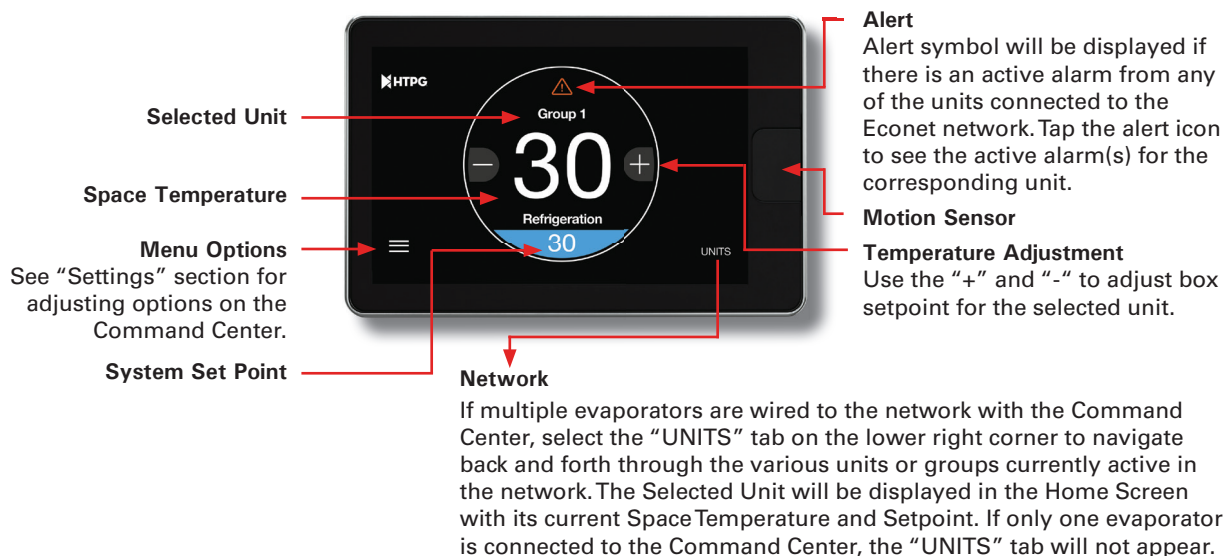 Alert
Alert symbol will be displayed if
there is an active alarm from any
of the units connected to the
Econet network. Tap the alert icon
to see the active alarm(s) for the
corresponding unit.
Motion Sensor
Temperature Adjustment
Use the “+” and “-“ to adjust box
setpoint for the selected unit.
Selected Unit
Space Temperature
Menu Options
See “Settings” section for
adjusting options on the
Command Center.
System Set Point
HTPG
Group 1
− 30 +
Refrigeration
30
UNITS
Network
If multiple evaporators are wired to the network with the Command
Center, select the “UNITS” tab on the lower right corner to navigate
back and forth through the various units or groups currently active in
the network. The Selected Unit will be displayed in the Home Screen
with its current Space Temperature and Setpoint. If only one evaporator
is connected to the Command Center, the “UNITS” tab will not appear.